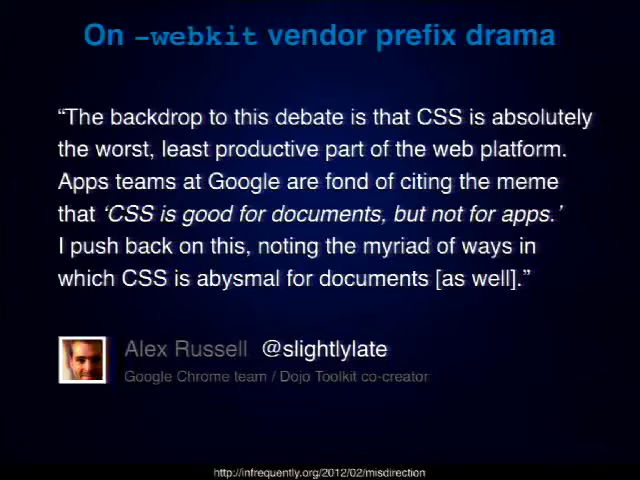 On -webkit vendor prefix drama
“The backdrop to this debate is that CSS is absolutely
the worst, least productive part of the web platform.
Apps teams at Google are fond of citing the meme
that ‘CSS is good for documents, but not for apps.’
I push back on this, noting the myriad of ways in
which CSS is abysmal for documents [as well].”
Alex Russell @slightlylate
Google Chrome team / Dojo Toolkit co-creator
http://infrequently.org/2012/02/misdirection